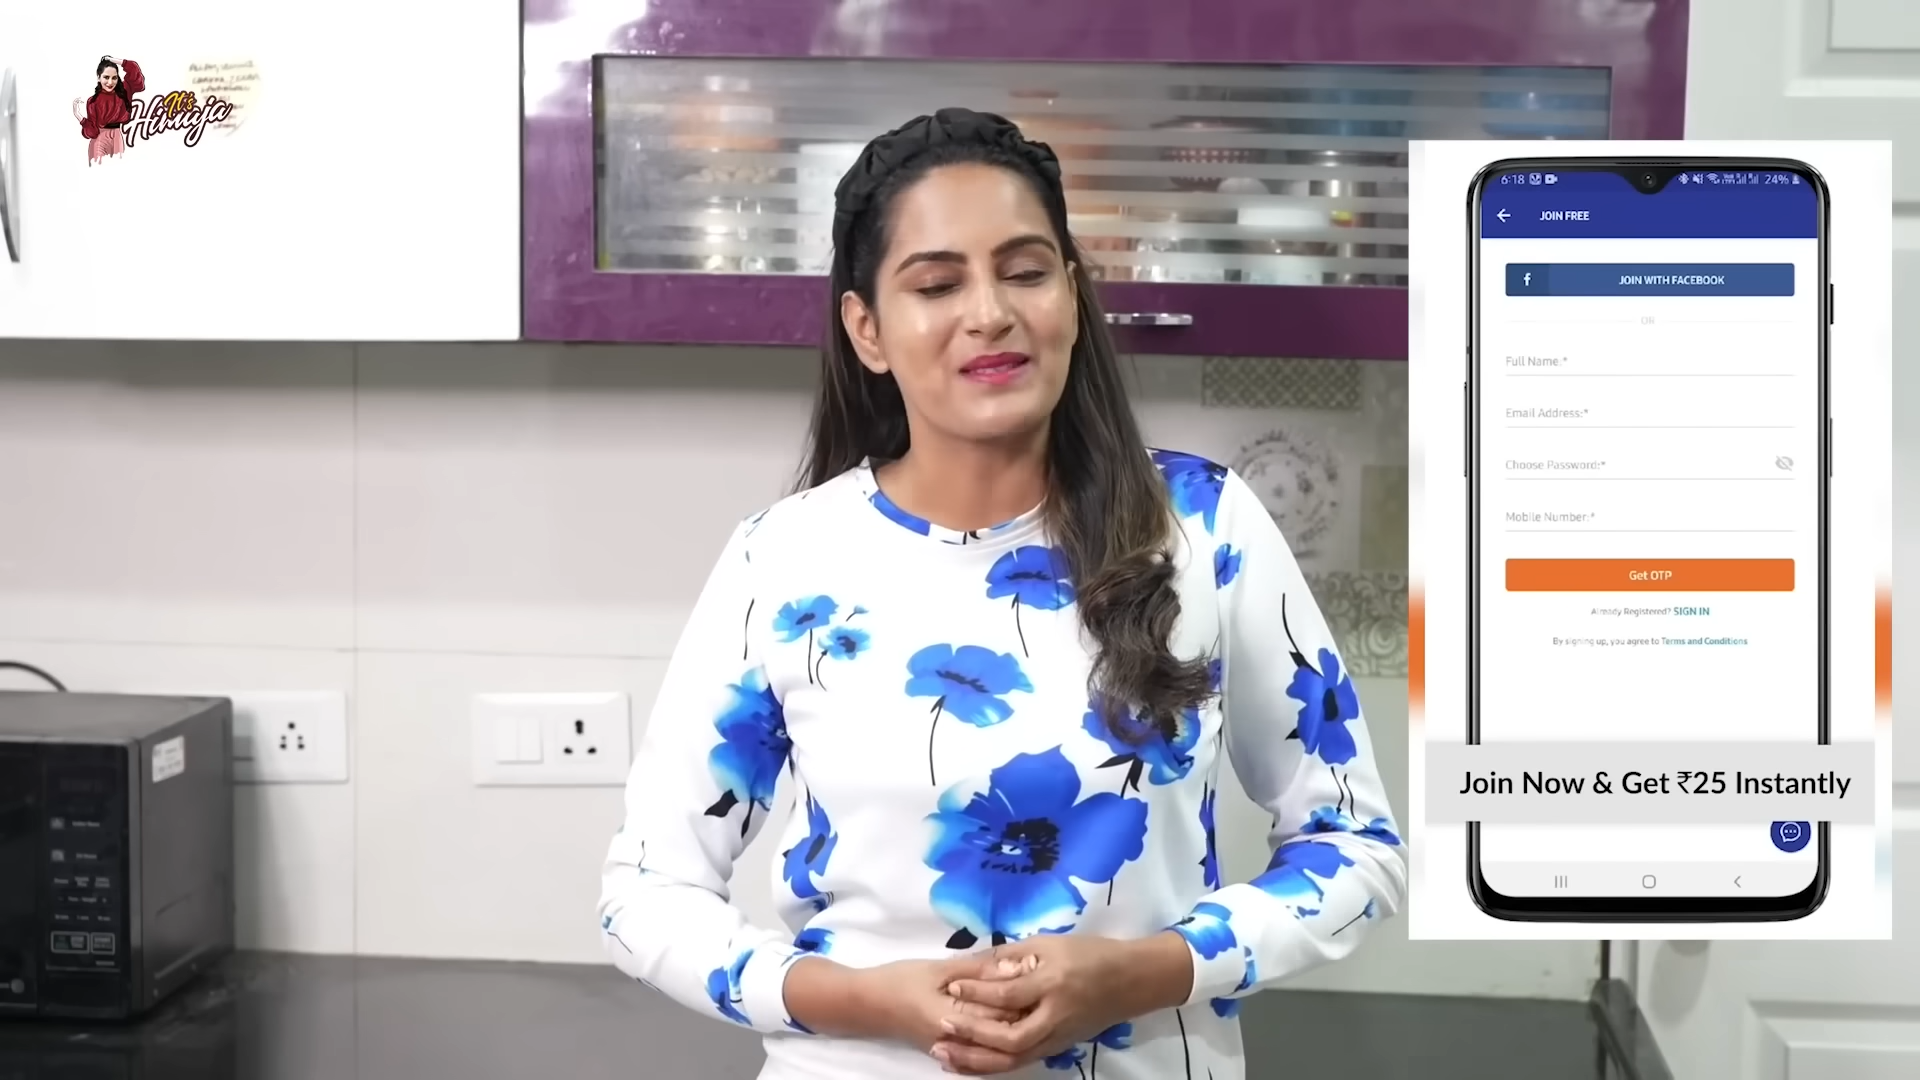 It's
Himuja
6:18
24%
JOIN FREE
f
JOIN WITH FACEBOOK
OR
Full Name:*
Email Address:*
Choose Password:*
Mobile Number:*
Get OTP
Already Registered? SIGN IN
By signing up, you agree to Terms and Conditions
Join Now & Get ₹25 Instantly